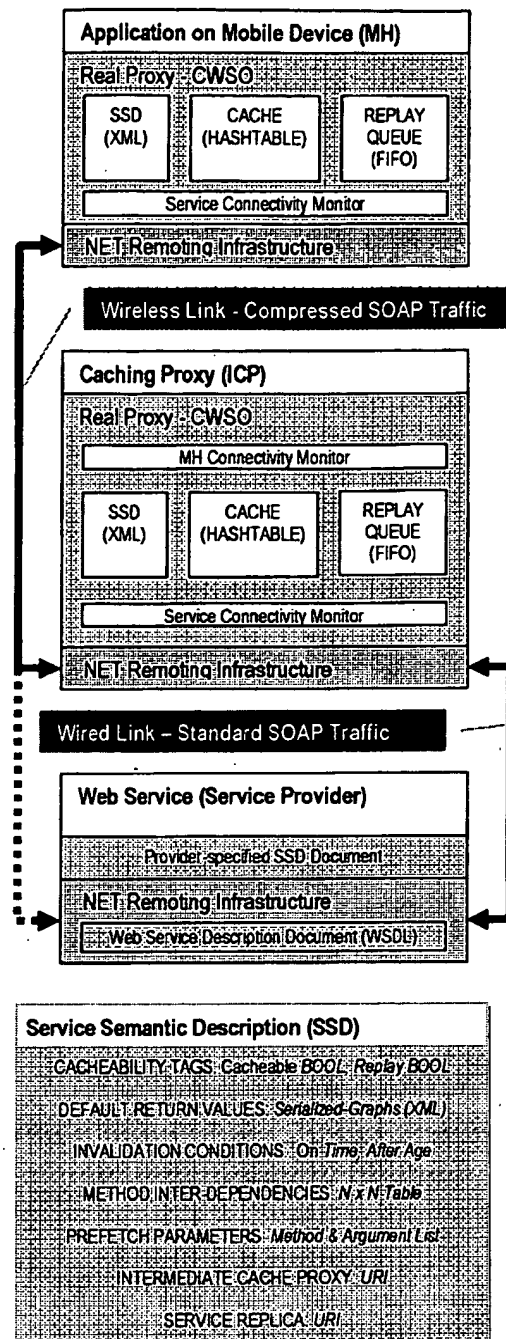 Application on Mobile Device (MH)
Real Proxy - CWSO
SSD
(XML)
CACHE
(HASHTABLE)
REPLAY
QUEUE
(FIFO)
Service Connectivity Monitor
.NET Remoting Infrastructure
Wireless Link - Compressed SOAP Traffic
Caching Proxy (ICP)
Real Proxy - CWSO
MH Connectivity Monitor
SSD
(XML)
CACHE
(HASHTABLE)
REPLAY
QUEUE
(FIFO)
Service Connectivity Monitor
.NET Remoting Infrastructure
Wired Link – Standard SOAP Traffic
Web Service (Service Provider)
Provider-specified SSD Document
.NET Remoting Infrastructure
Web Service Description Document (WSDL)
Service Semantic Description (SSD)
CACHEABILITY TAGS: Cacheable BOOL, Replay BOOL
DEFAULT RETURN VALUES: Serialized-Graphs (XML)
INVALIDATION CONDITIONS: On Time, After Age
METHOD INTER-DEPENDENCIES: N x N Table
PREFETCH PARAMETERS: Method & Argument List
INTERMEDIATE CACHE PROXY: URI
SERVICE REPLICA: URI